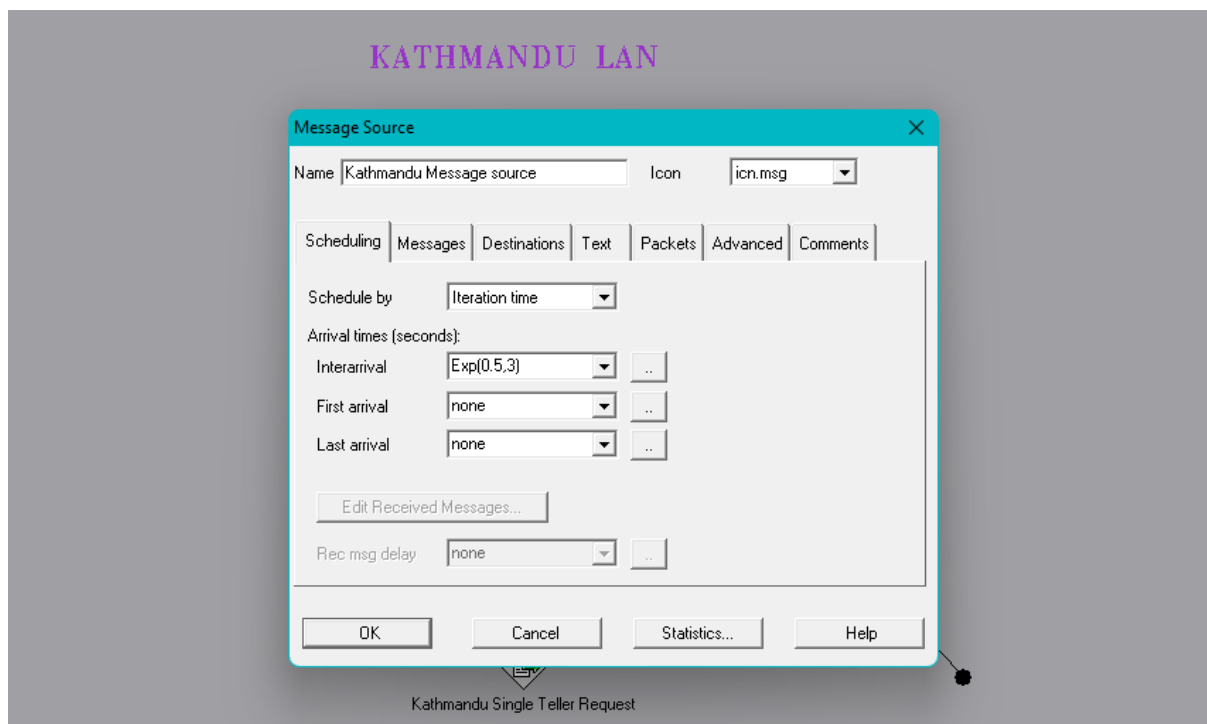 KATHMANDU LAN
Message Source
Name Kathmandu Message source Icon icn.msg
Scheduling Messages Destinations Text Packets Advanced Comments
Schedule by Iteration time
Arrival times (seconds):
Interarrival Exp(0.5,3) ..
First arrival none ..
Last arrival none ..
Edit Received Messages...
Rec msg delay none ..
OK Cancel Statistics... Help
Kathmandu Single Teller Request